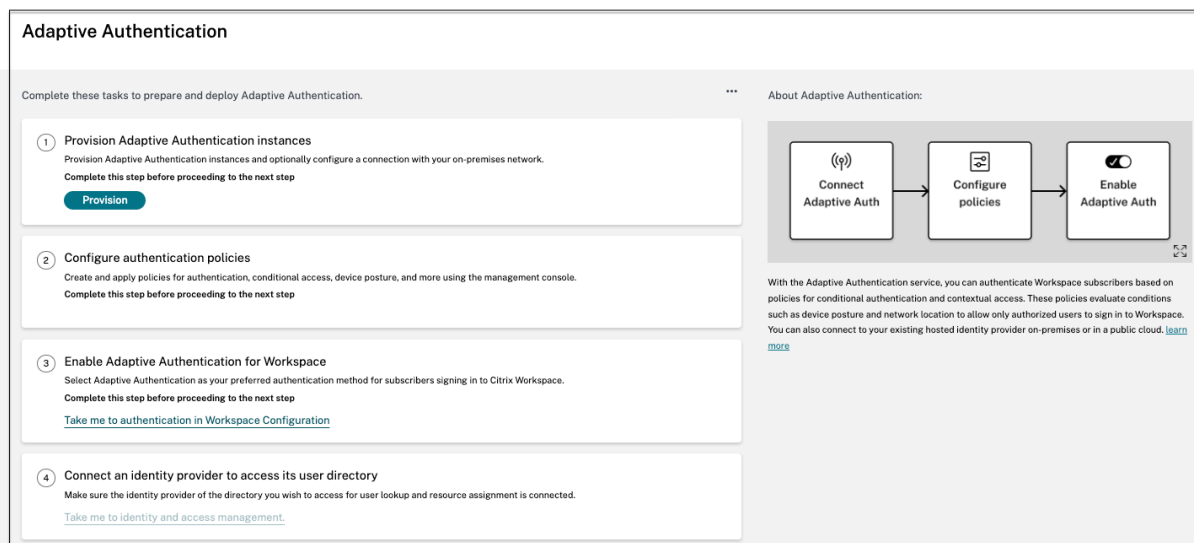 Adaptive Authentication
Complete these tasks to prepare and deploy Adaptive Authentication.
...
1
Provision Adaptive Authentication instances
Provision Adaptive Authentication instances and optionally configure a connection with your on-premises network.
Complete this step before proceeding to the next step
Provision
2
Configure authentication policies
Create and apply policies for authentication, conditional access, device posture, and more using the management console.
Complete this step before proceeding to the next step
3
Enable Adaptive Authentication for Workspace
Select Adaptive Authentication as your preferred authentication method for subscribers signing in to Citrix Workspace.
Complete this step before proceeding to the next step
Take me to authentication in Workspace Configuration
4
Connect an identity provider to access its user directory
Make sure the identity provider of the directory you wish to access for user lookup and resource assignment is connected.
Take me to identity and access management.
About Adaptive Authentication:
Connect
Adaptive Auth
Configure
policies
Enable
Adaptive Auth
With the Adaptive Authentication service, you can authenticate Workspace subscribers based on
policies for conditional authentication and contextual access. These policies evaluate conditions
such as device posture and network location to allow only authorized users to sign in to Workspace.
You can also connect to your existing hosted identity provider on-premises or in a public cloud. learn
more